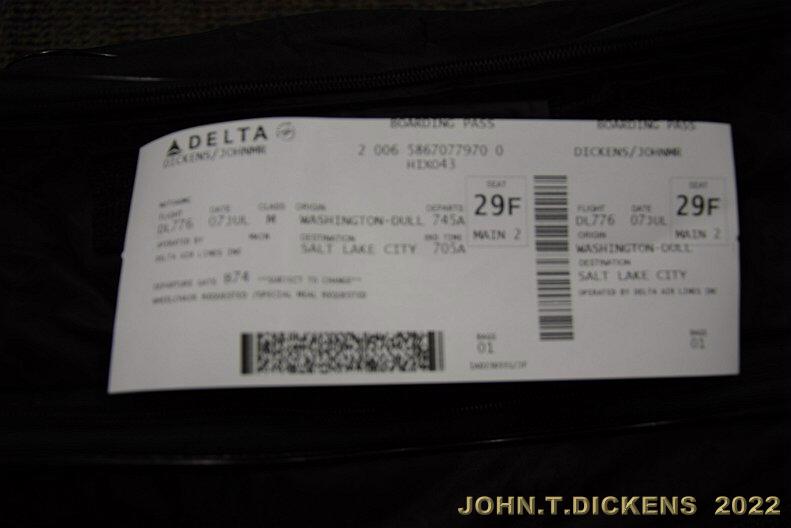 DELTA
DICKENS/JOHNMR
BOARDING PASS
2 006 5867077970 0
HIX043
FLIGHT DATE CLASS ORIGIN DEPARTS
DL776 07JUL WASHINGTON-DULL 745A
OPERATED BY MAIN DESTINATION
DELTA AIR LINES INC SALT LAKE CITY 705A
SEAT
29F
MAIN 2
DEPARTURE GATE B74 **SUBJECT TO CHANGE**
WHEELCHAIR REQUESTED /SPECIAL MEAL REQUESTED
BAGS
01
BOARDING PASS
DICKENS/JOHNMR
FLIGHT DATE
DL776 07JUL
ORIGIN
WASHINGTON-DULL
DESTINATION
SALT LAKE CITY
OPERATED BY DELTA AIR LINES INC
SEAT
29F
MAIN 2
BAGS
01
JOHN.T.DICKENS 2022